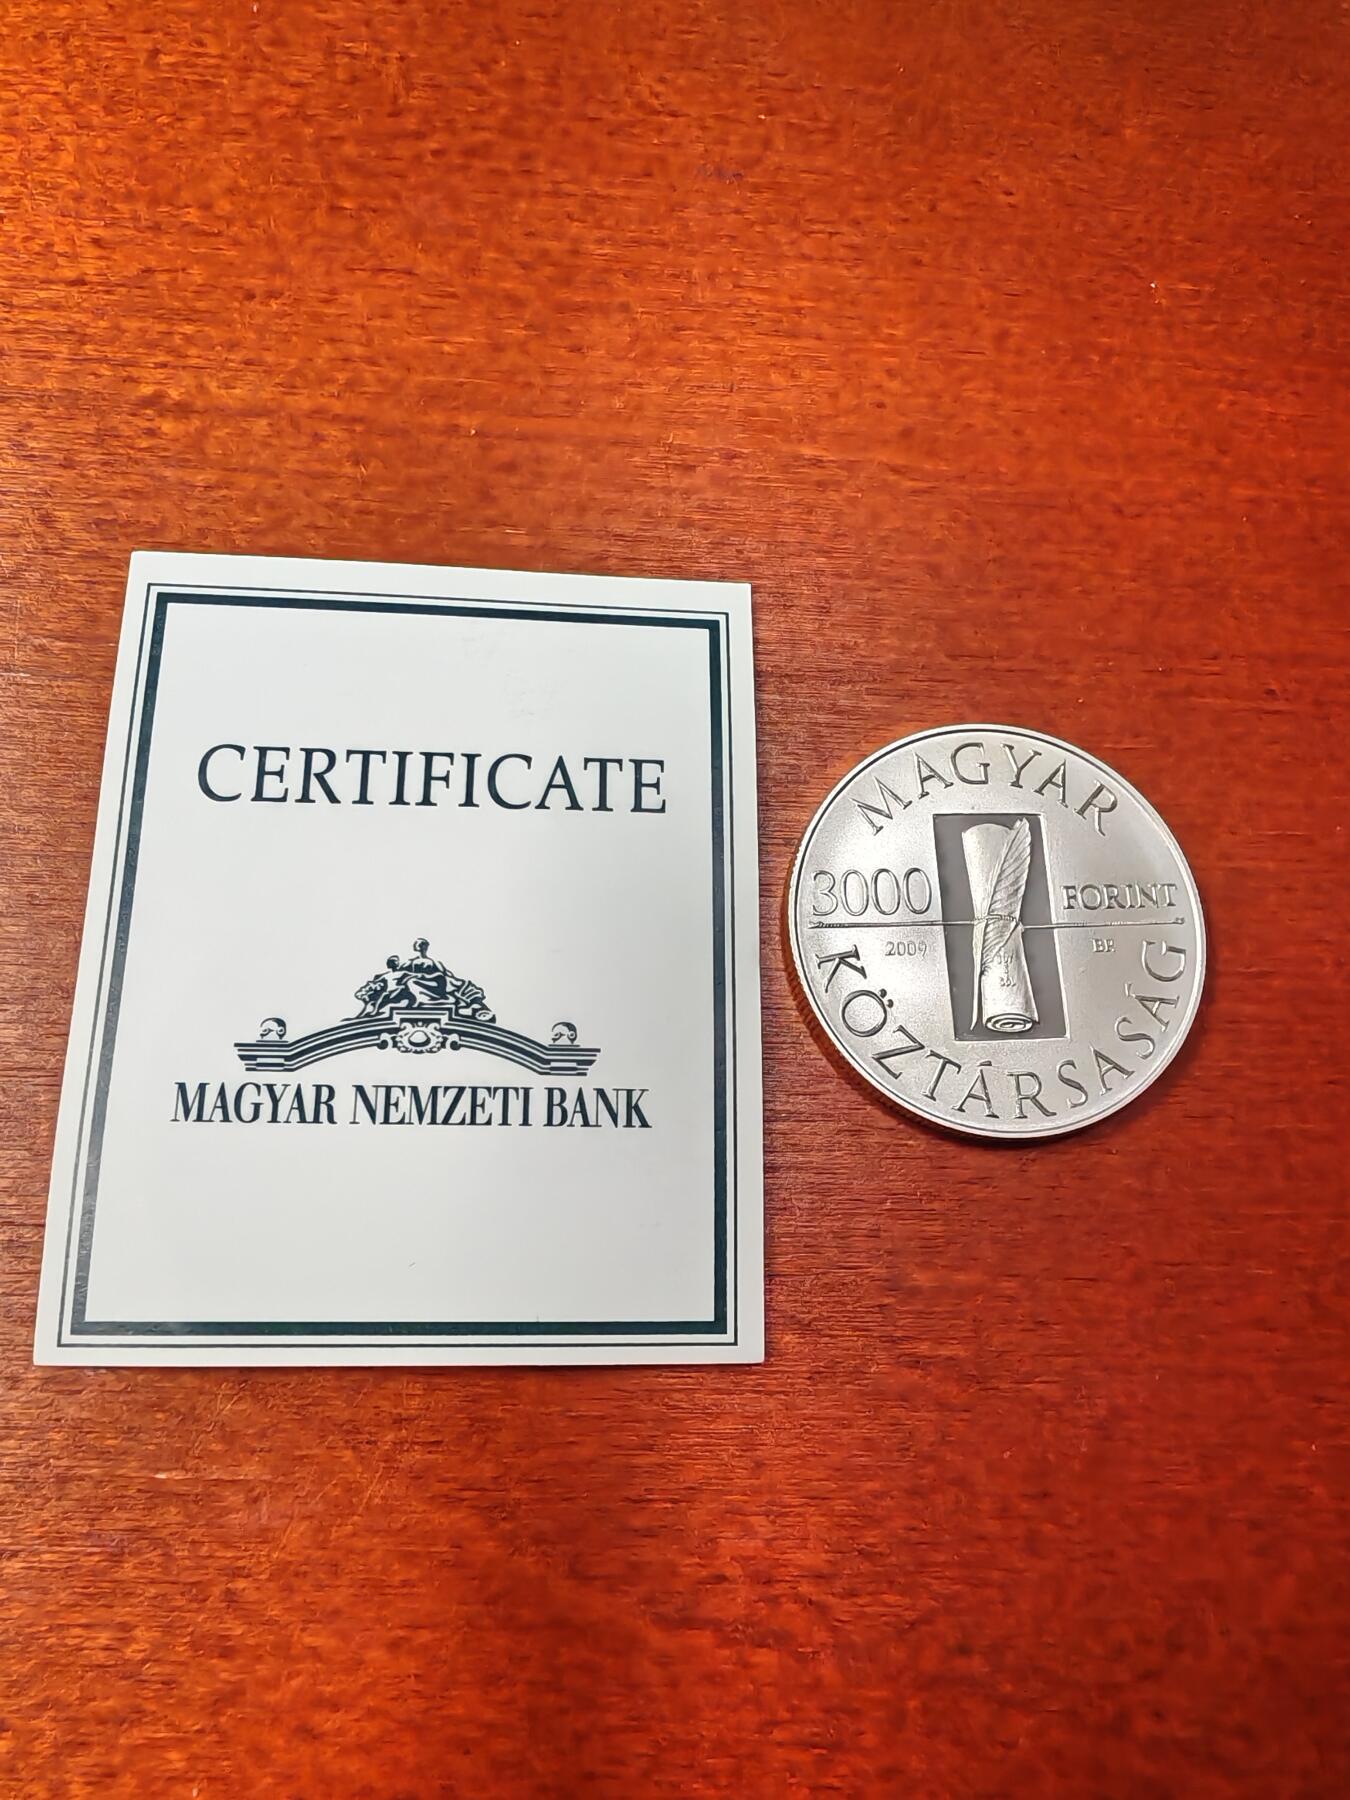 CERTIFICATE
MAGYAR NEMZETI BANK
MAGYAR
3000 FORINT
2009 BP.
KÖZTÁRSASÁG